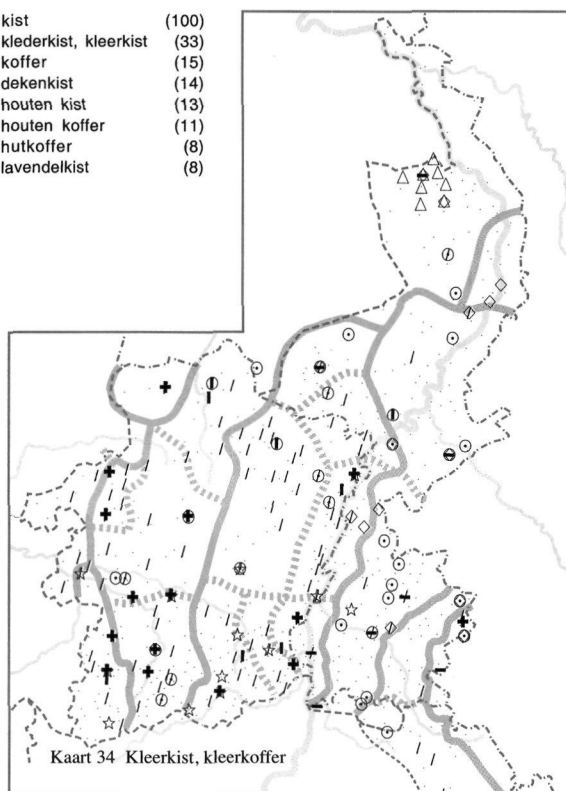 kist (100)
klederkist, kleerkist (33)
koffer (15)
dekenkist (14)
houten kist (13)
houten koffer (11)
hutkoffer (8)
lavendelkist (8)
Kaart 34 Kleerkist, kleerkoffer